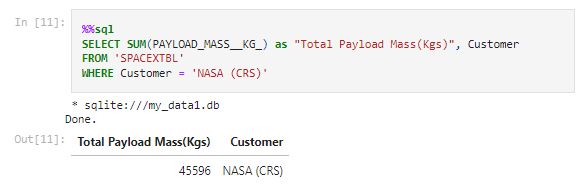 In [11]:
%%sql
SELECT SUM(PAYLOAD_MASS__KG_) as "Total Payload Mass(Kgs)", Customer
FROM 'SPACEXTBL'
WHERE Customer = 'NASA (CRS)'
* sqlite:///my_data1.db
Done.
Out[11]:
Total Payload Mass(Kgs) Customer
45596 NASA (CRS)